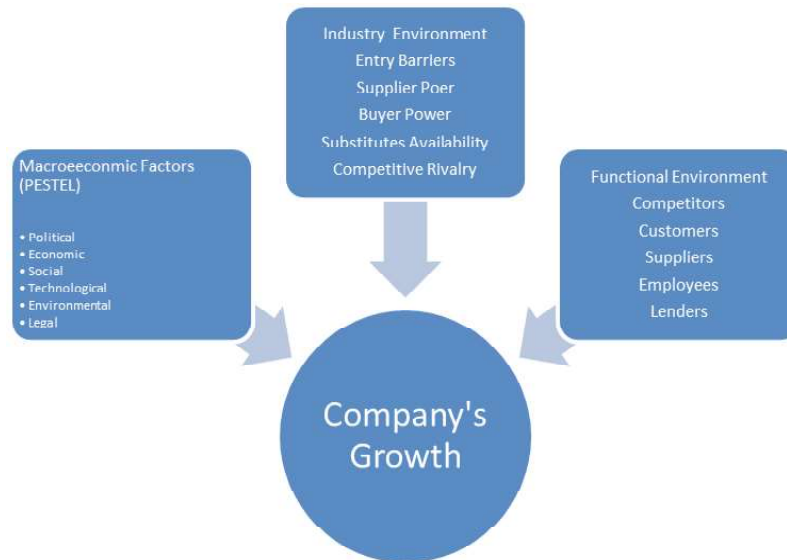 Industry Environment
Entry Barriers
Supplier Poer
Buyer Power
Substitutes Availability
Competitive Rivalry
Macroeeconmic Factors
(PESTEL)
• Political
• Economic
• Social
• Technological
• Environmental
• Legal
Functional Environment
Competitors
Customers
Suppliers
Employees
Lenders
Company's
Growth